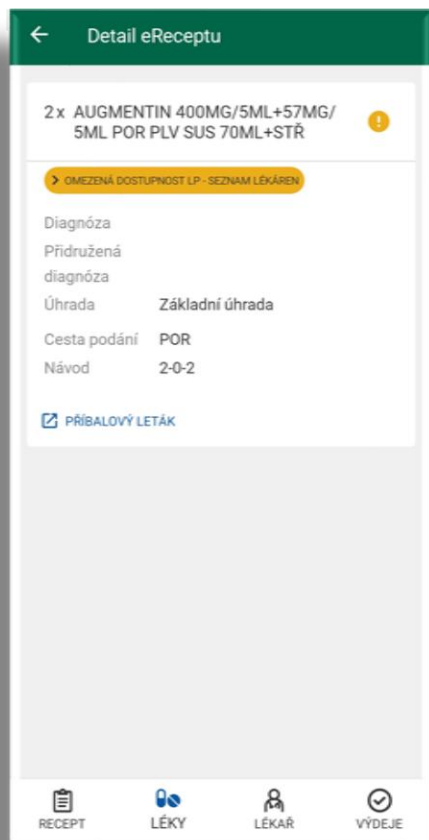 Detail eReceptu
2x AUGMENTIN 400MG/5ML+57MG/
5ML POR PLV SUS 70ML+STŘ
OMEZENÁ DOSTUPNOST LP - SEZNAM LÉKÁREN
Diagnóza
Přidružená
diagnóza
Úhrada Základní úhrada
Cesta podání POR
Návod 2-0-2
PŘÍBALOVÝ LETÁK
RECEPT LÉKY LÉKAŘ VÝDEJE